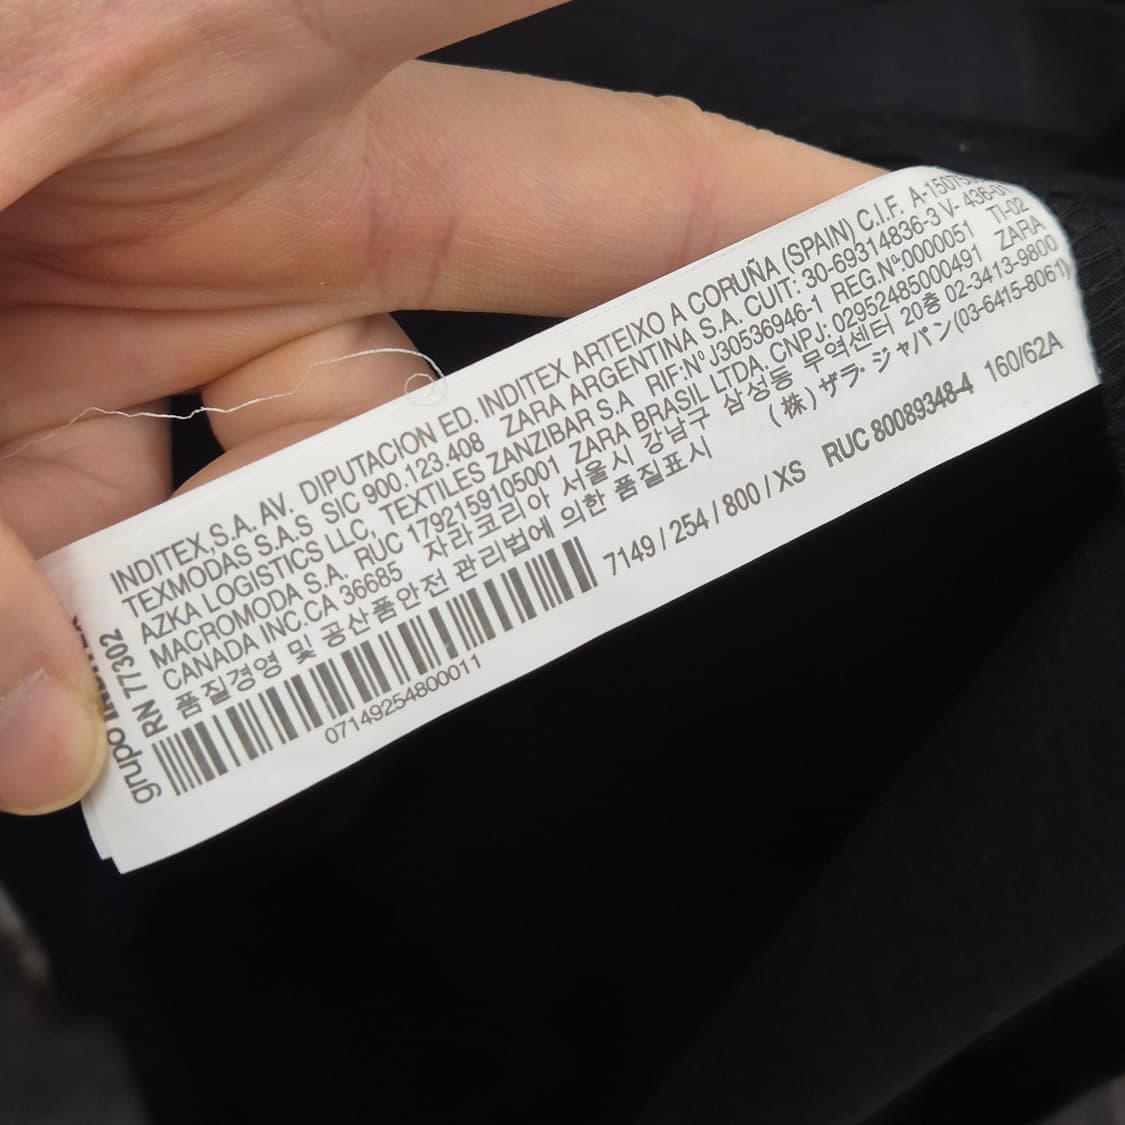 INDITEX,S.A. AV. DIPUTACION ED. INDITEX ARTEIXO A CORUÑA (SPAIN) C.I.F.
TEXMODAS S.A.S SIC 900.123.408 ZARA ARGENTINA S.A. CUIT: 30-69314836-3 V- 436-01
AZKA LOGISTICS LLC, TEXTILES ZANZIBAR S.A RIF:Nº J30536946-1 REG.Nº.0000051 TI-02
MACROMODA S.A. RUC 1792159105001 ZARA BRASIL LTDA. CNPJ: 02952485000491 ZARA
CANADA INC.CA 36685 자라코리아 서울시 강남구 삼성동 무역센터 20층 02-3413-9800
품질경영 및 공산품안전 관리법에 의한 품질표시 (株) ザラ・ジャパン(03-6415-8061)
7149 / 254 / 800 / XS RUC 80089348-4 160/62A
07149254800011
grupo
RN 77302